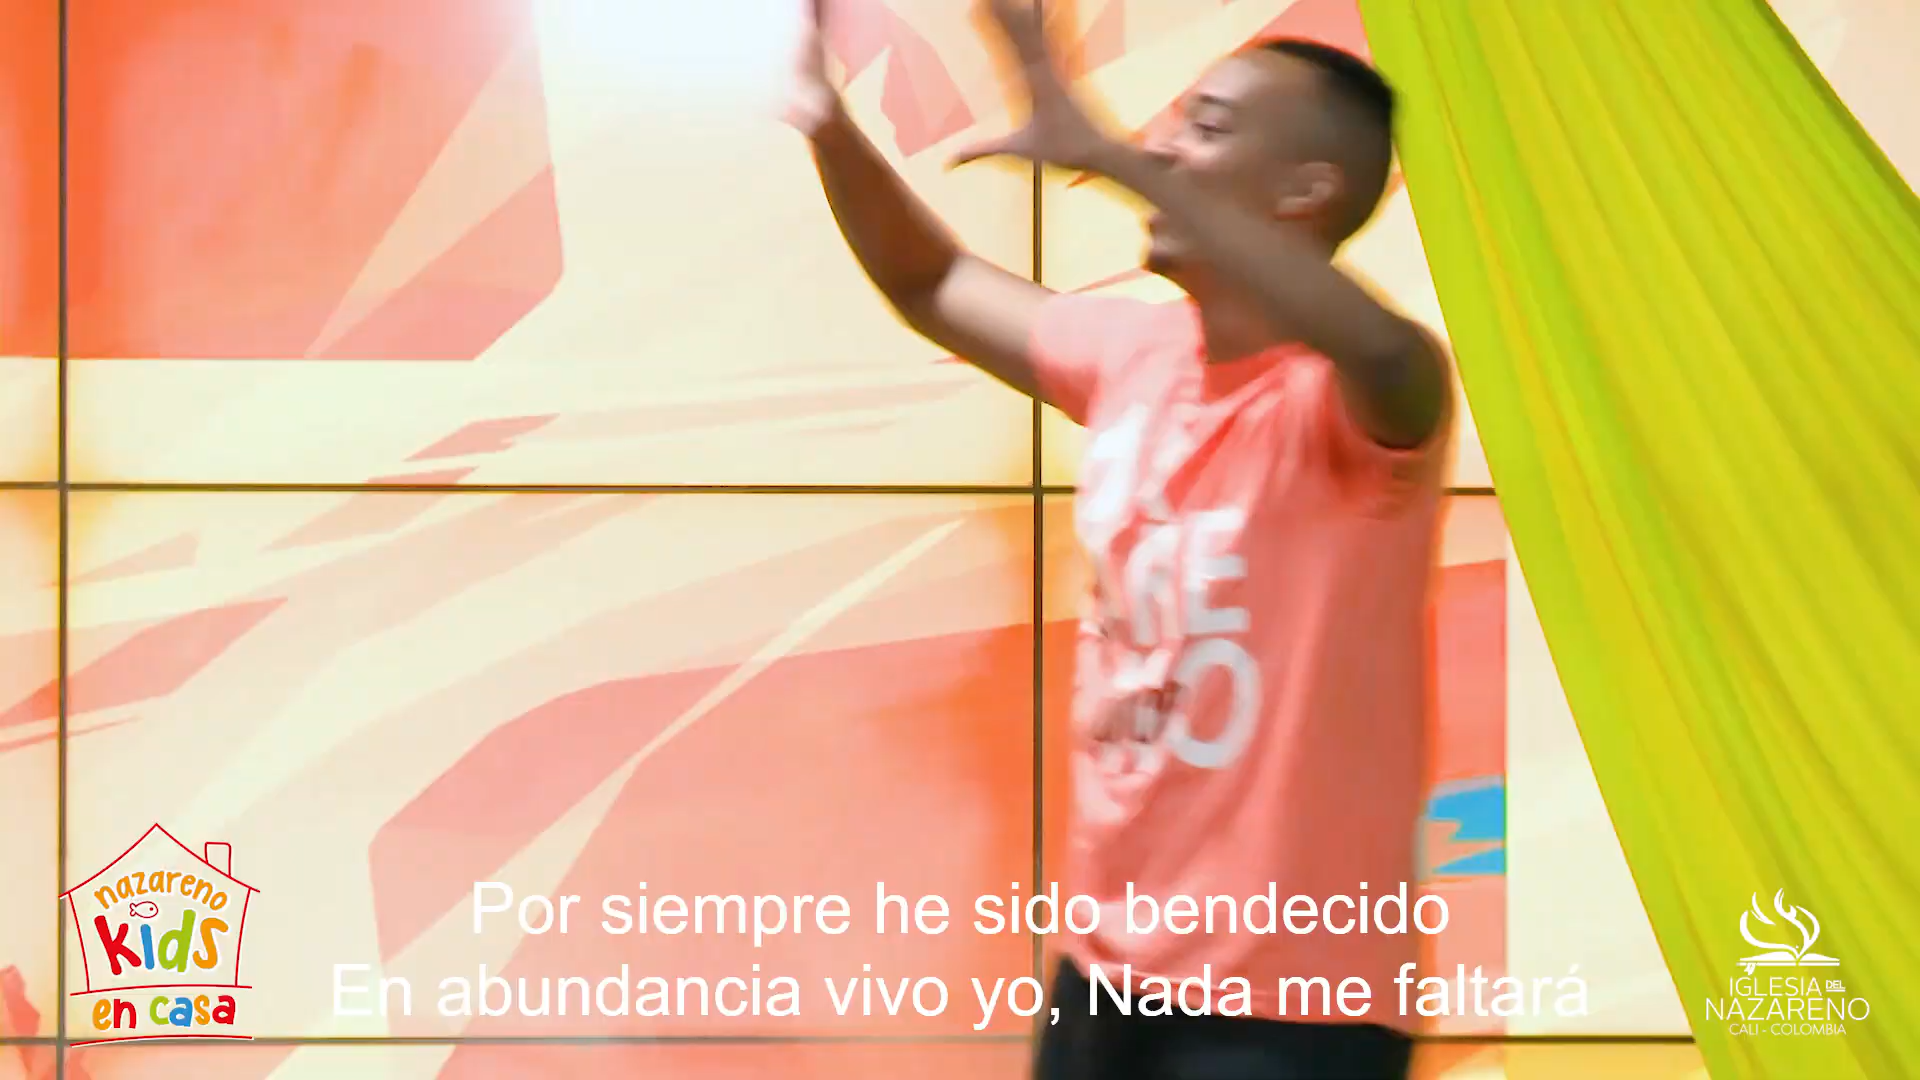 nazareno
kids
en casa
Por siempre he sido bendecido
En abundancia vivo yo, Nada me faltará
IGLESIA DEL
NAZARENO
CALI - COLOMBIA